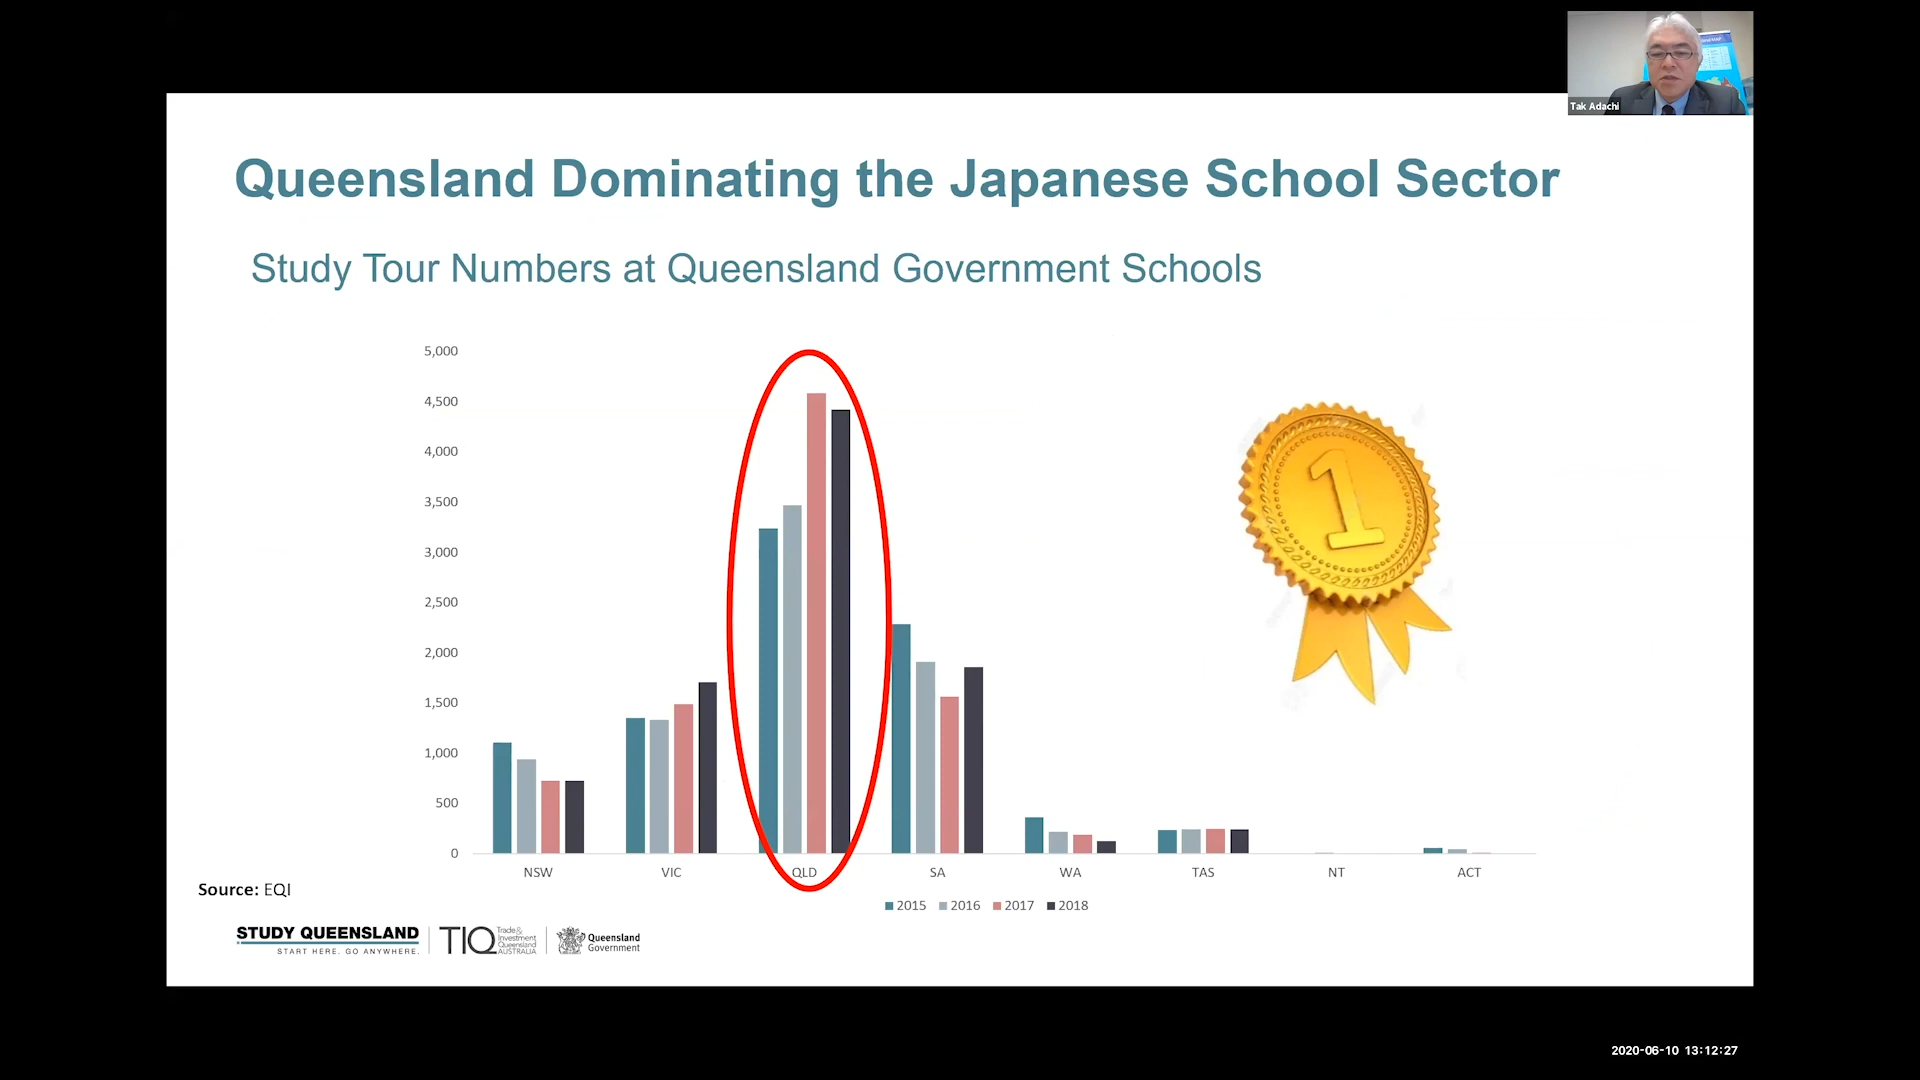 Tak Adachi
Queensland Dominating the Japanese School Sector
Study Tour Numbers at Queensland Government Schools
5,000
4,500
4,000
3,500
3,000
2,500
2,000
1,500
1,000
500
0
NSW VIC QLD SA WA TAS NT ACT
2015 2016 2017 2018
1
Source: EQI
STUDY QUEENSLAND
START HERE. GO ANYWHERE.
TIQ
Trade &
Investment
Queensland
AUSTRALIA
Queensland
Government
2020-06-10 13:12:27